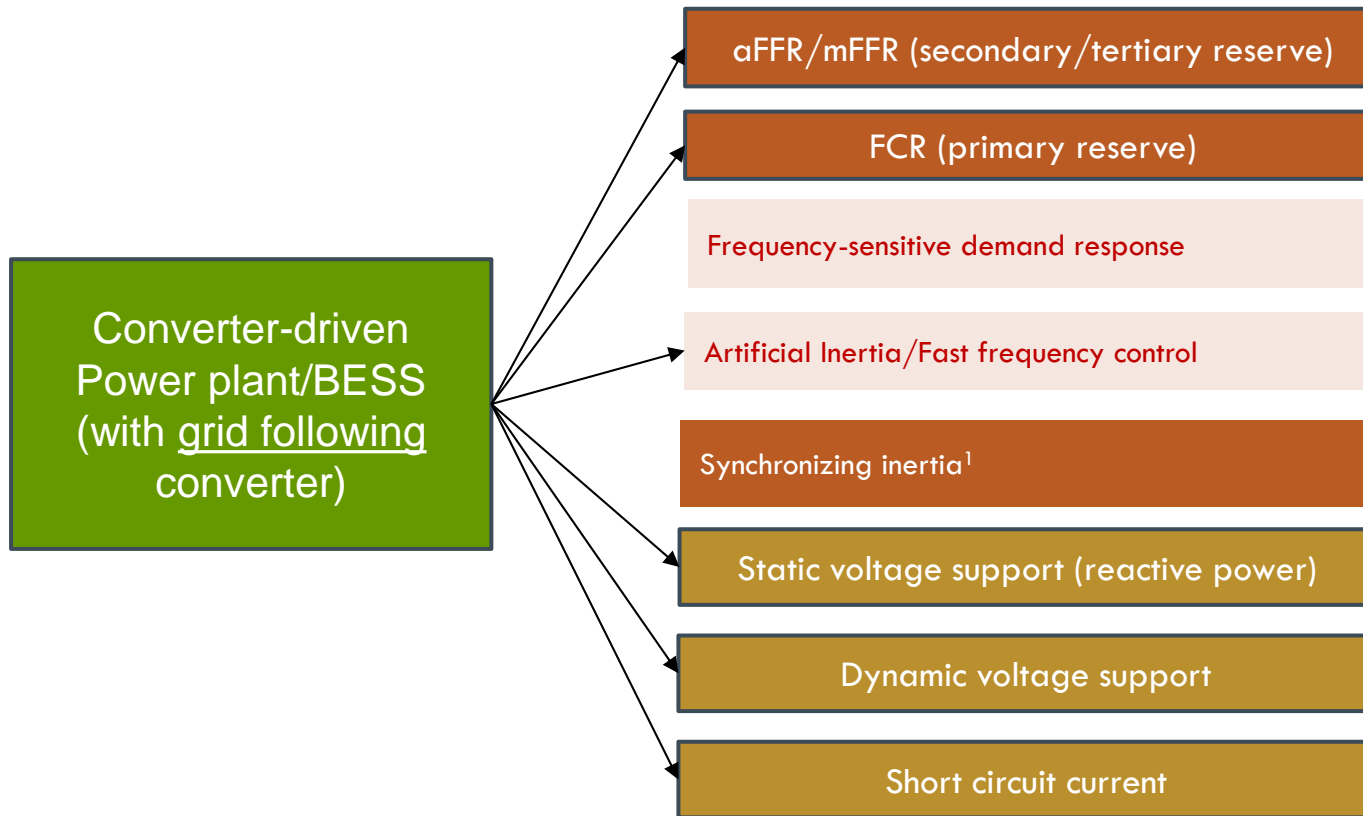 aFFR/mFFR (secondary/tertiary reserve)
FCR (primary reserve)
Frequency-sensitive demand response
Converter-driven
Power plant/BESS
(with grid following
converter)
Artificial Inertia/Fast frequency control
Synchronizing inertia¹
Static voltage support (reactive power)
Dynamic voltage support
Short circuit current